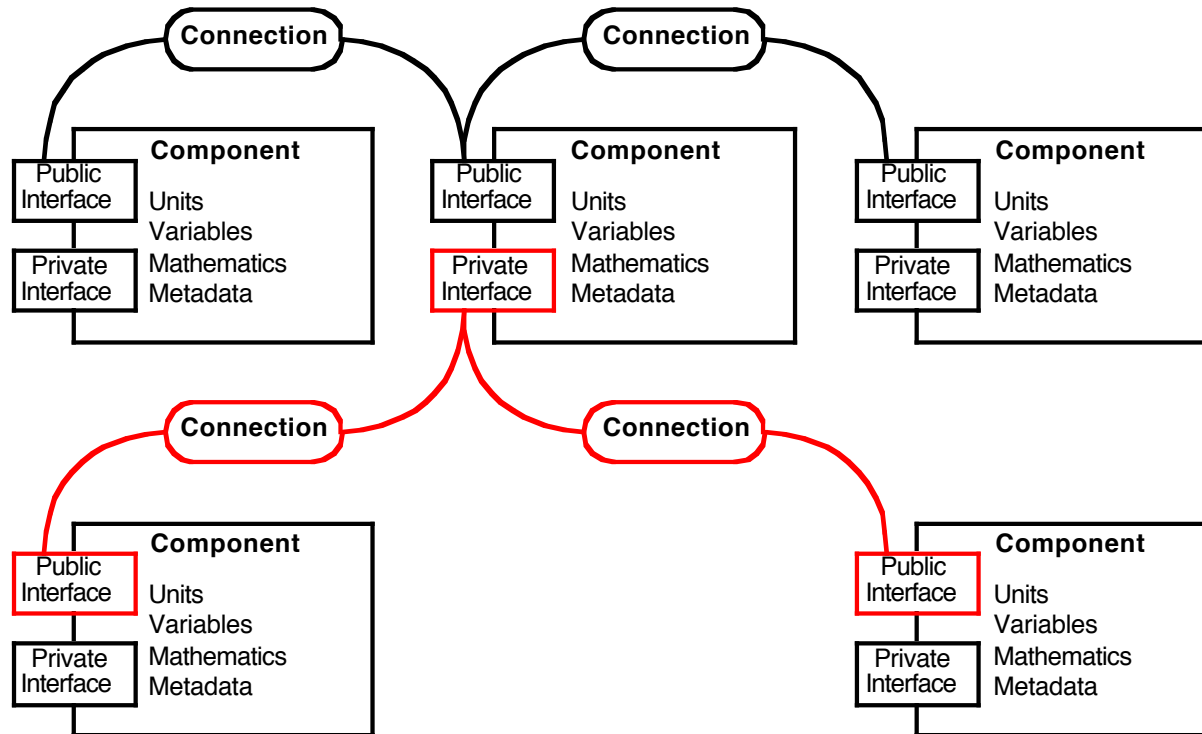 Connection
Connection
Component
Public
Interface
Units
Variables
Private
Interface
Mathematics
Metadata
Component
Public
Interface
Units
Variables
Private
Interface
Mathematics
Metadata
Component
Public
Interface
Units
Variables
Private
Interface
Mathematics
Metadata
Connection
Connection
Component
Public
Interface
Units
Variables
Private
Interface
Mathematics
Metadata
Component
Public
Interface
Units
Variables
Private
Interface
Mathematics
Metadata